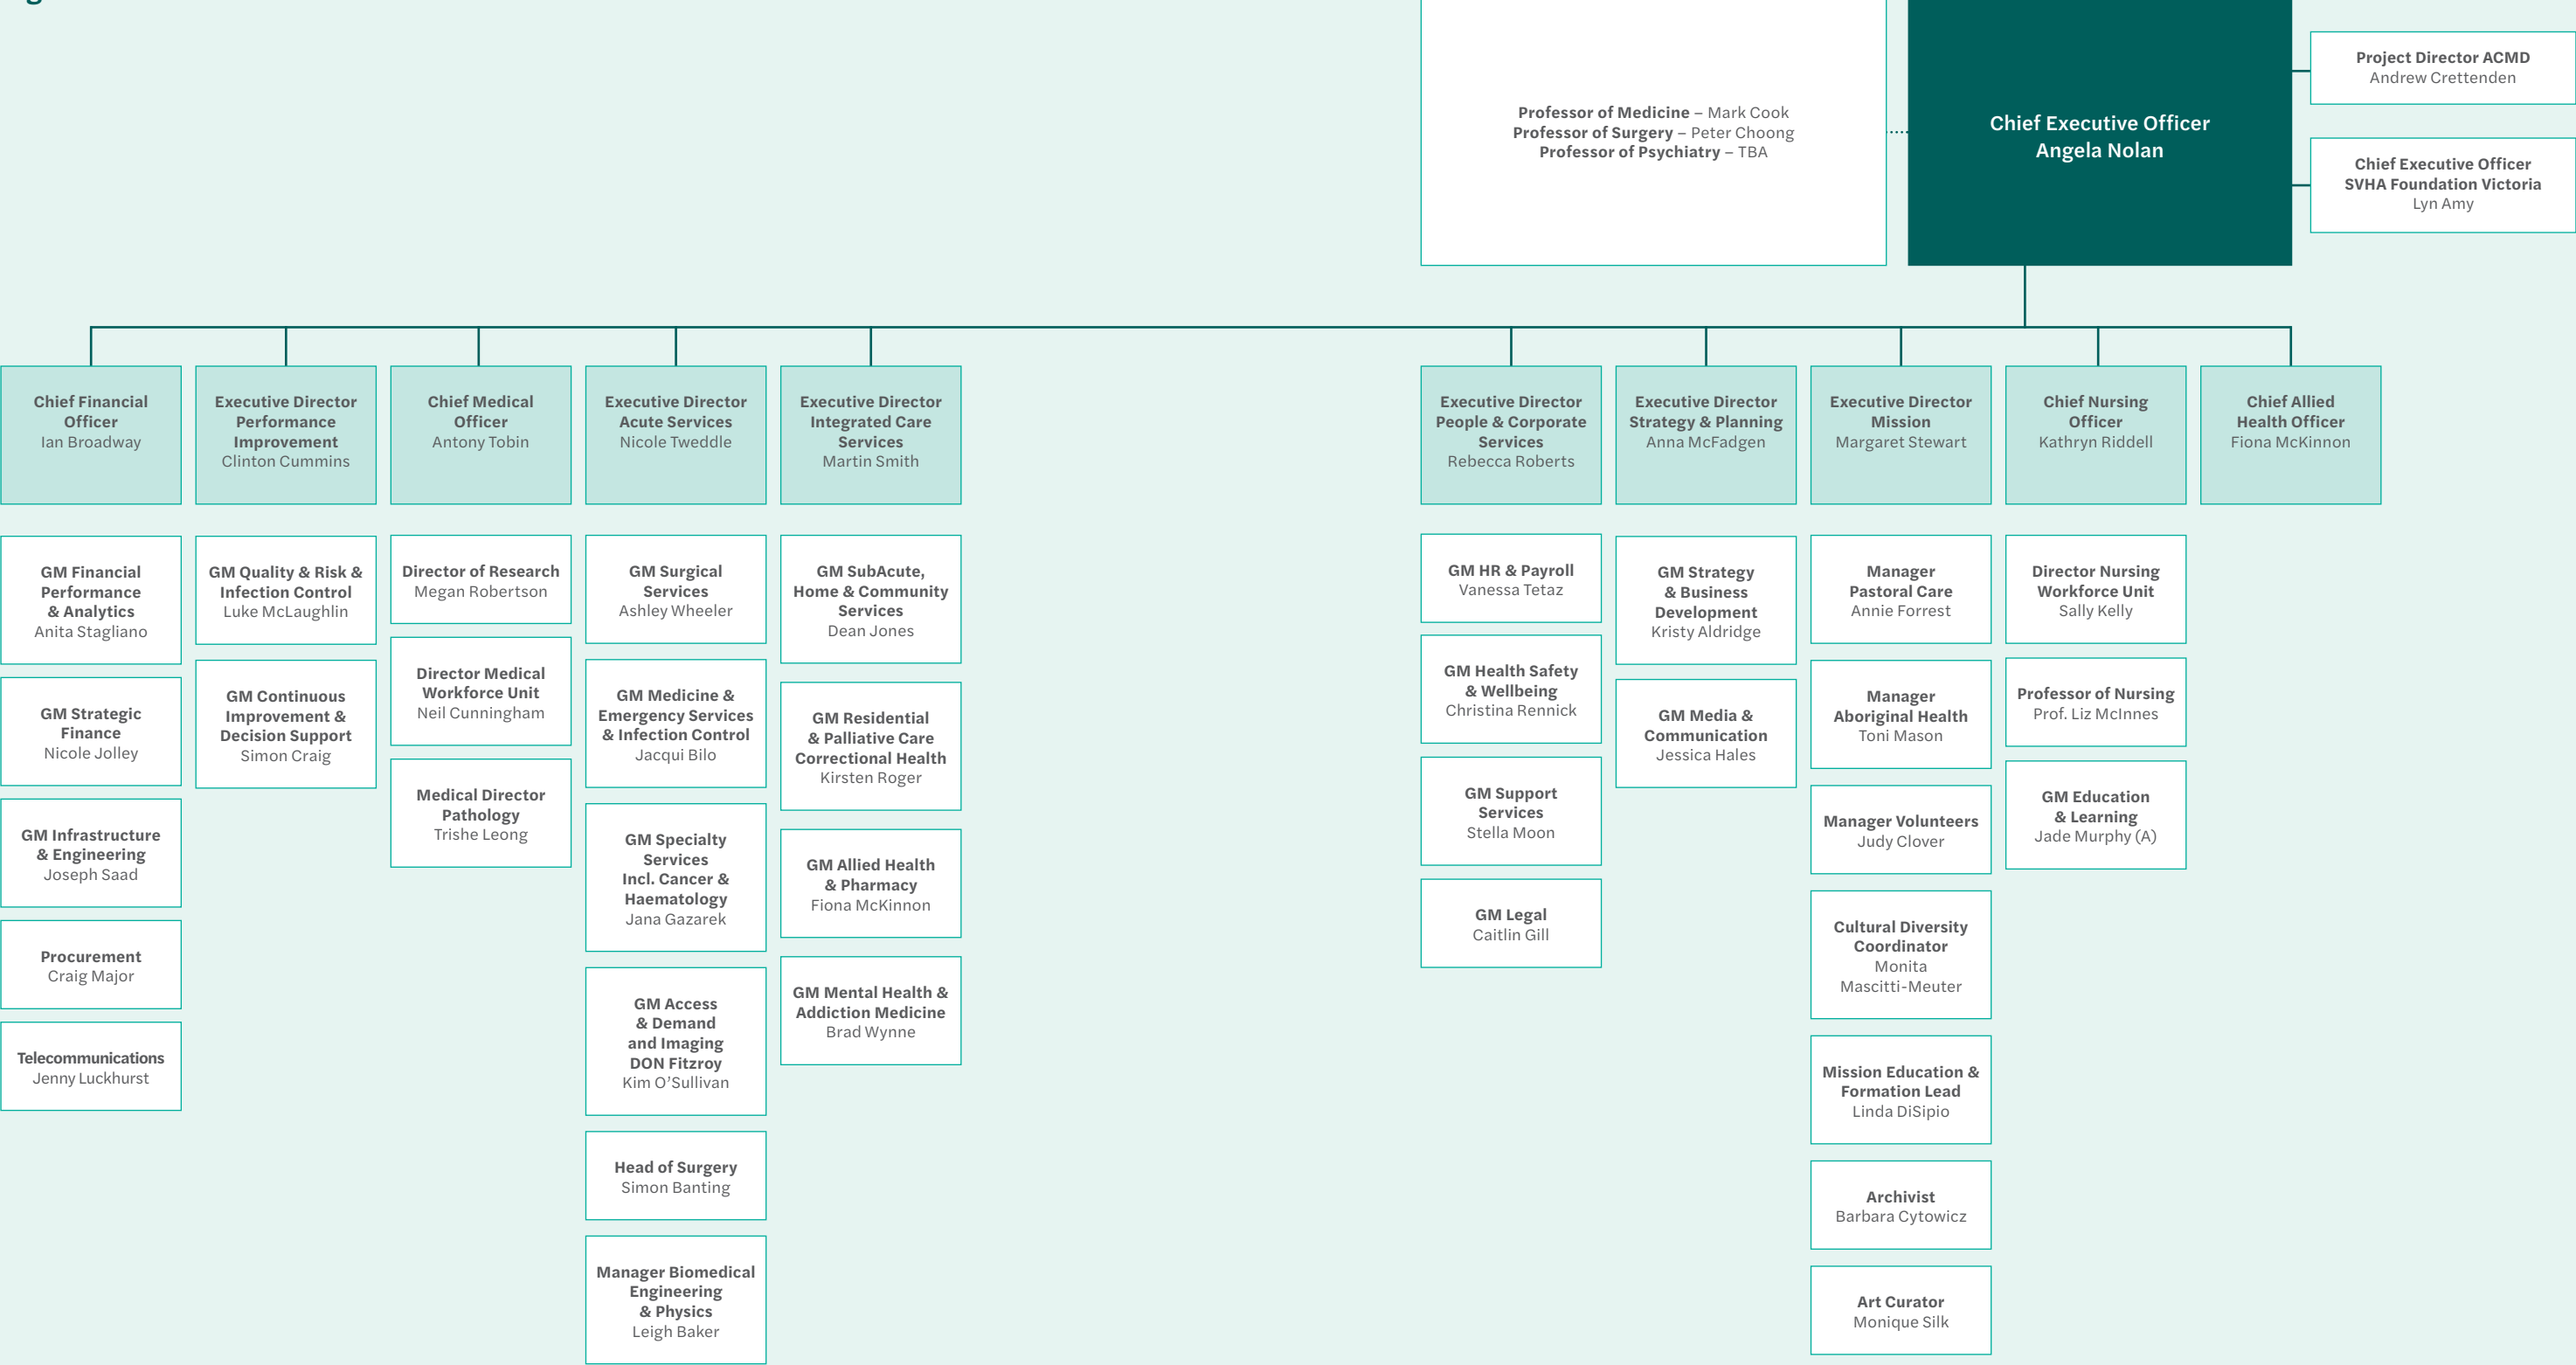 Professor of Medicine – Mark Cook
Professor of Surgery – Peter Choong
Professor of Psychiatry – TBA
Chief Executive Officer
Angela Nolan
Project Director ACMD
Andrew Crettenden
Chief Executive Officer
SVHA Foundation Victoria
Lyn Amy
Chief Financial
Officer
Ian Broadway
Executive Director
Performance
Improvement
Clinton Cummins
Chief Medical
Officer
Antony Tobin
Executive Director
Acute Services
Nicole Tweddle
Executive Director
Integrated Care
Services
Martin Smith
Executive Director
People & Corporate
Services
Rebecca Roberts
Executive Director
Strategy & Planning
Anna McFadgen
Executive Director
Mission
Margaret Stewart
Chief Nursing
Officer
Kathryn Riddell
Chief Allied
Health Officer
Fiona McKinnon
GM Financial
Performance
& Analytics
Anita Stagliano
GM Strategic
Finance
Nicole Jolley
GM Infrastructure
& Engineering
Joseph Saad
Procurement
Craig Major
Telecommunications
Jenny Luckhurst
GM Quality & Risk &
Infection Control
Luke McLaughlin
GM Continuous
Improvement &
Decision Support
Simon Craig
Director of Research
Megan Robertson
Director Medical
Workforce Unit
Neil Cunningham
Medical Director
Pathology
Trishe Leong
GM Surgical
Services
Ashley Wheeler
GM Medicine &
Emergency Services
& Infection Control
Jacqui Bilo
GM Specialty
Services
Incl. Cancer &
Haematology
Jana Gazarek
GM Access
& Demand
and Imaging
DON Fitzroy
Kim O’Sullivan
Head of Surgery
Simon Banting
Manager Biomedical
Engineering
& Physics
Leigh Baker
GM SubAcute,
Home & Community
Services
Dean Jones
GM Residential
& Palliative Care
Correctional Health
Kirsten Roger
GM Allied Health
& Pharmacy
Fiona McKinnon
GM Mental Health &
Addiction Medicine
Brad Wynne
GM HR & Payroll
Vanessa Tetaz
GM Health Safety
& Wellbeing
Christina Rennick
GM Support
Services
Stella Moon
GM Legal
Caitlin Gill
GM Strategy
& Business
Development
Kristy Aldridge
GM Media &
Communication
Jessica Hales
Manager
Pastoral Care
Annie Forrest
Manager
Aboriginal Health
Toni Mason
Manager Volunteers
Judy Clover
Cultural Diversity
Coordinator
Monita
Mascitti-Meuter
Mission Education &
Formation Lead
Linda DiSipio
Archivist
Barbara Cytowicz
Art Curator
Monique Silk
Director Nursing
Workforce Unit
Sally Kelly
Professor of Nursing
Prof. Liz McInnes
GM Education
& Learning
Jade Murphy (A)